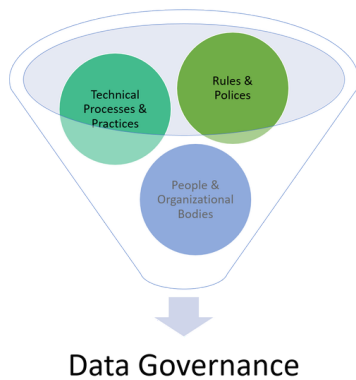 Technical
Processes &
Practices
Rules &
Polices
People &
Organizational
Bodies
Data Governance